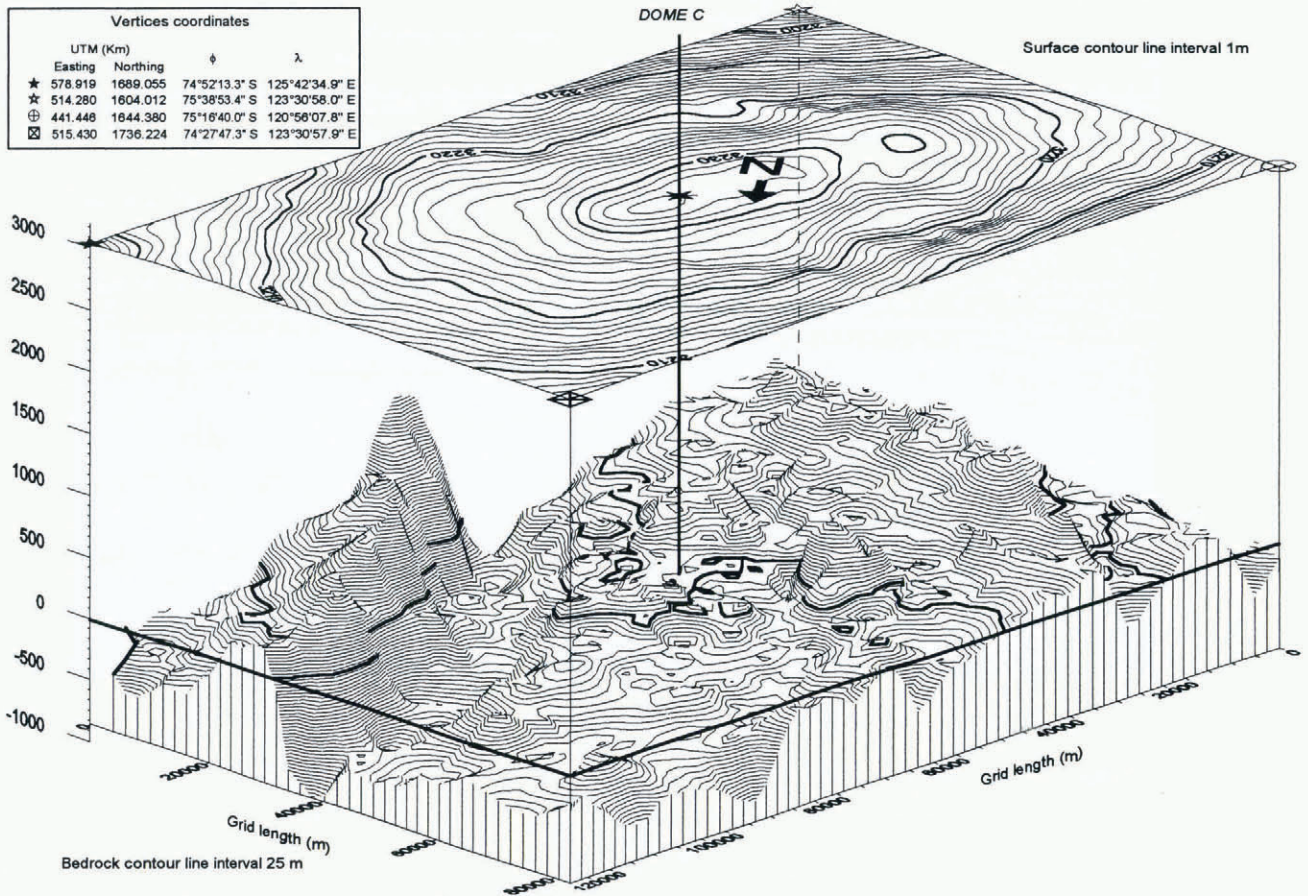 DOME C
Vertices coordinates
UTM (Km)
Easting Northing φ λ
★ 578.919 1689.055 74°52'13.3" S 125°42'34.9" E
☆ 514.280 1604.012 75°38'53.4" S 123°30'58.0" E
⊕ 441.446 1644.380 75°16'40.0" S 120°56'07.8" E
⊠ 515.430 1736.224 74°27'47.3" S 123°30'57.9" E
Surface contour line interval 1m
3200
3210
3220
3230
N
3220
3210
3210
3000
2500
2000
1500
1000
500
0
-500
-1000
0
20000
40000
60000
80000
Grid length (m)
120000
100000
80000
60000
40000
20000
0
Grid length (m)
Bedrock contour line interval 25 m